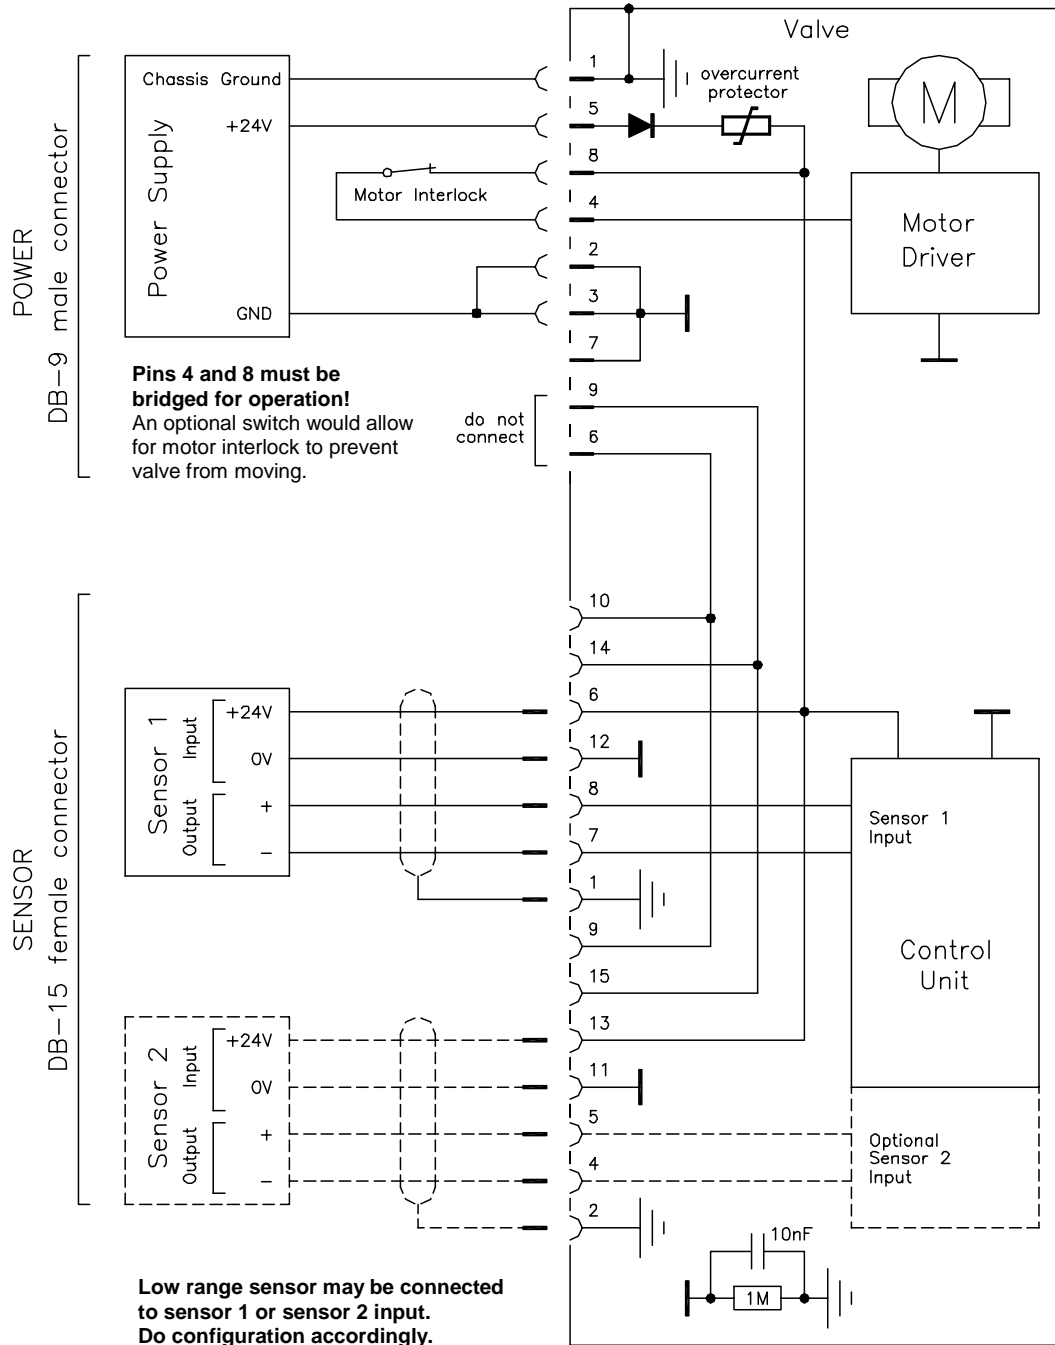 Valve
POWER
DB-9 male connector
Power Supply
Chassis Ground
+24V
GND
Motor Interlock
1
5
8
4
2
3
7
9
6
overcurrent
protector
M
Motor
Driver
do not
connect
Pins 4 and 8 must be
bridged for operation!
An optional switch would allow
for motor interlock to prevent
valve from moving.
SENSOR
DB-15 female connector
Sensor 1
Input
+24V
0V
Output
+
–
10
14
6
12
8
7
1
9
15
13
11
5
4
2
Sensor 1
Input
Control
Unit
Sensor 2
Input
+24V
0V
Output
+
–
Optional
Sensor 2
Input
10nF
1M
Low range sensor may be connected
to sensor 1 or sensor 2 input.
Do configuration accordingly.